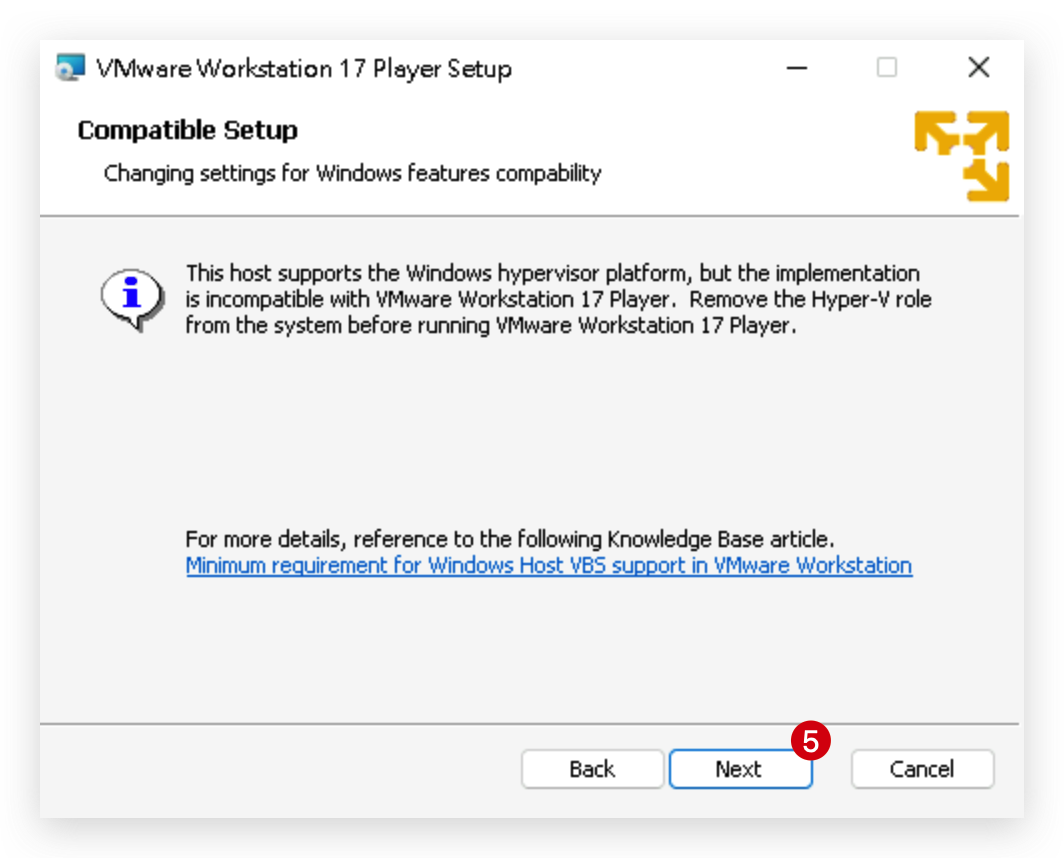 VMware Workstation 17 Player Setup
Compatible Setup
Changing settings for Windows features compability
This host supports the Windows hypervisor platform, but the implementation
is incompatible with VMware Workstation 17 Player. Remove the Hyper-V role
from the system before running VMware Workstation 17 Player.
For more details, reference to the following Knowledge Base article.
Minimum requirement for Windows Host VBS support in VMware Workstation
5
Back Next Cancel